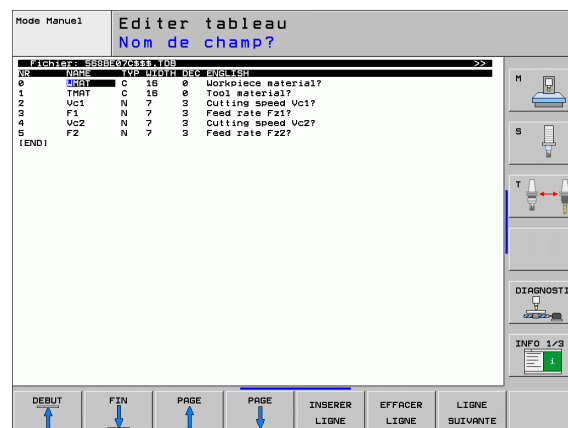 Mode Manuel
Editer tableau
Nom de champ?
Fichier: 568BE07C$$$.TDB >>
NR NAME TYP WIDTH DEC ENGLISH
0 WMAT C 16 0 Workpiece material?
1 TMAT C 16 0 Tool material?
2 Vc1 N 7 3 Cutting speed Vc1?
3 F1 N 7 3 Feed rate Fz1?
4 Vc2 N 7 3 Cutting speed Vc2?
5 F2 N 7 3 Feed rate Fz2?
[END]
M
S
T
DIAGNOSTI
INFO 1/3
i
DEBUT
FIN
PAGE
PAGE
INSERER
LIGNE
EFFACER
LIGNE
LIGNE
SUIVANTE